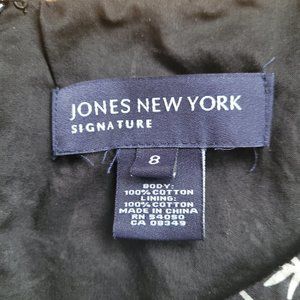 JONES NEW YORK
SIGNATURE
8
BODY:
100% COTTON
LINING:
100% COTTON
MADE IN CHINA
RN 54050
CA 08349